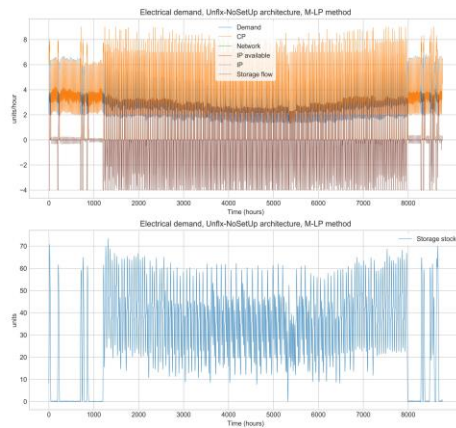 Electrical demand, Unflx-NoSetUp architecture, M-LP method
Demand
CP
Network
IP available
IP
Storage flow
units/hour
8
6
4
2
0
−2
−4
0 1000 2000 3000 4000 5000 6000 7000 8000
Time (hours)
Electrical demand, Unflx-NoSetUp architecture, M-LP method
Storage stock
units
70
60
50
40
30
20
10
0
0 1000 2000 3000 4000 5000 6000 7000 8000
Time (hours)